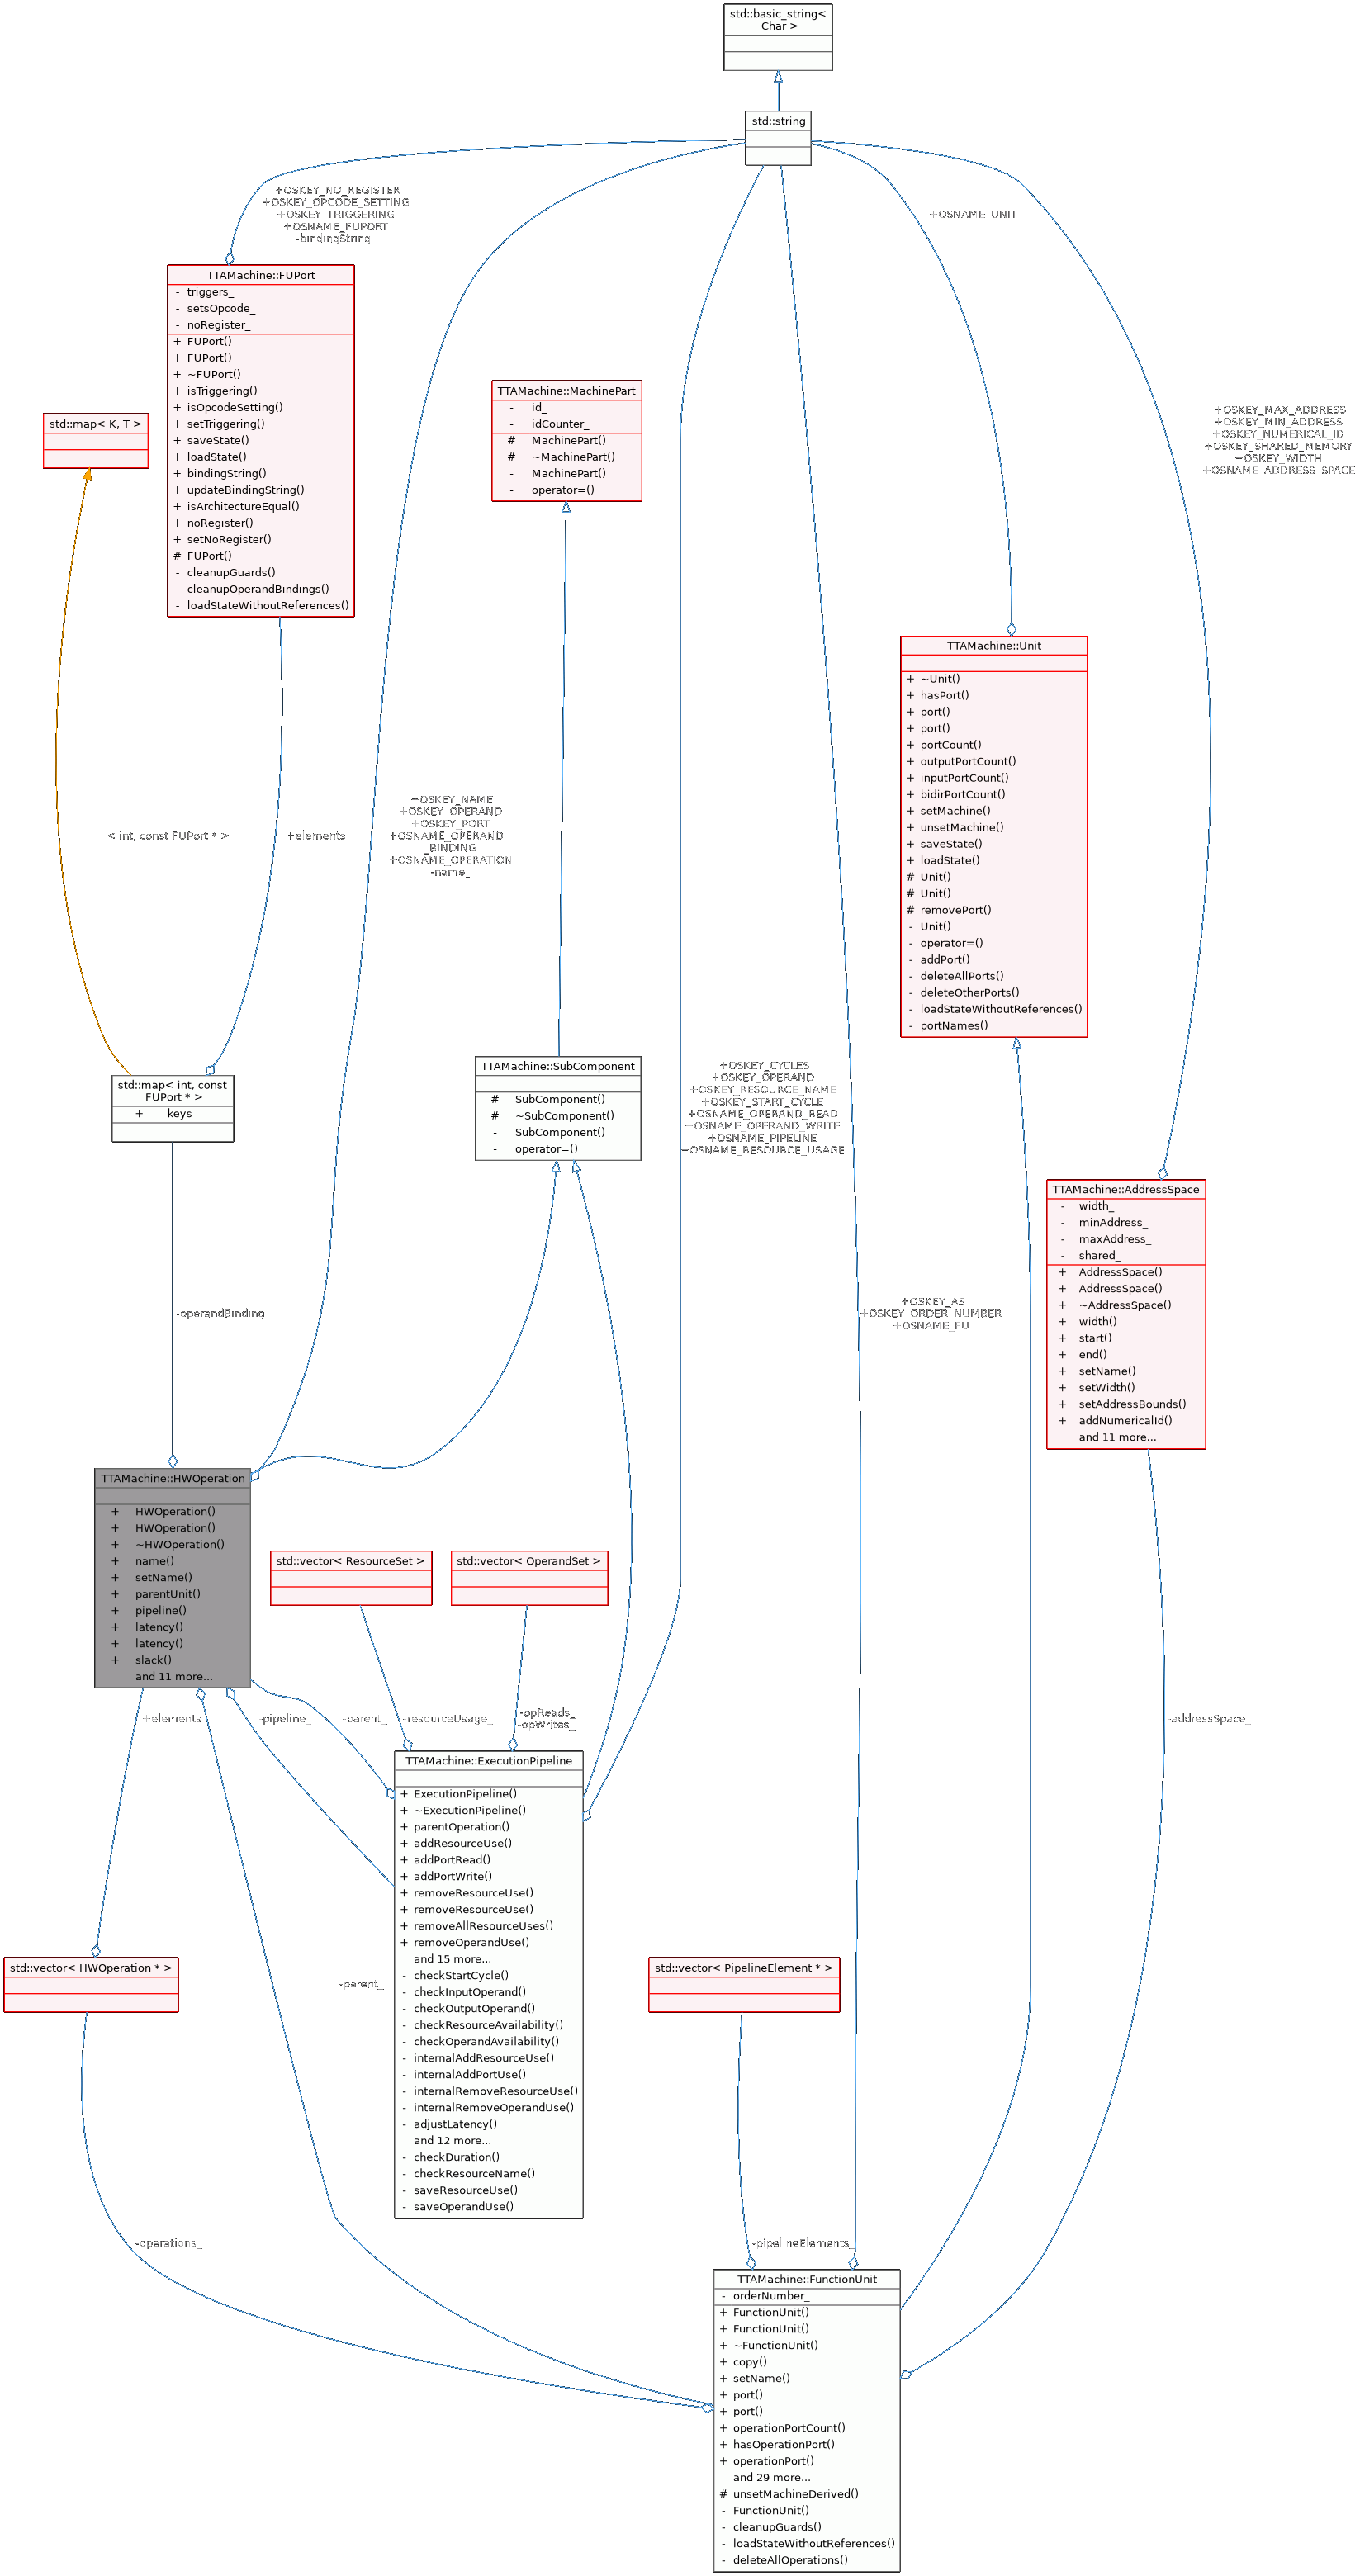 std::basic_string<
Char >
std::string
+OSKEY_NO_REGISTER
+OSKEY_OPCODE_SETTING
+OSKEY_TRIGGERING
+OSNAME_FUPORT
-bindingString_
+OSNAME_UNIT
TTAMachine::FUPort
- triggers_
- setsOpcode_
- noRegister_
+ FUPort()
+ FUPort()
+ ~FUPort()
+ isTriggering()
+ isOpcodeSetting()
+ setTriggering()
+ saveState()
+ loadState()
+ bindingString()
+ updateBindingString()
+ isArchitectureEqual()
+ noRegister()
+ setNoRegister()
# FUPort()
- cleanupGuards()
- cleanupOperandBindings()
- loadStateWithoutReferences()
std::map< K, T >
TTAMachine::MachinePart
- id_
- idCounter_
# MachinePart()
# ~MachinePart()
- MachinePart()
- operator=()
+OSKEY_MAX_ADDRESS
+OSKEY_MIN_ADDRESS
+OSKEY_NUMERICAL_ID
+OSKEY_SHARED_MEMORY
+OSKEY_WIDTH
+OSNAME_ADDRESS_SPACE
TTAMachine::Unit
+ ~Unit()
+ hasPort()
+ port()
+ port()
+ portCount()
+ outputPortCount()
+ inputPortCount()
+ bidirPortCount()
+ setMachine()
+ unsetMachine()
+ saveState()
+ loadState()
# Unit()
# Unit()
# removePort()
- Unit()
- operator=()
- addPort()
- deleteAllPorts()
- deleteOtherPorts()
- loadStateWithoutReferences()
- portNames()
< int, const FUPort * >
+elements
+OSKEY_NAME
+OSKEY_OPERAND
+OSKEY_PORT
+OSNAME_OPERAND
_BINDING
+OSNAME_OPERATION
-name_
std::map< int, const
FUPort * >
+ keys
TTAMachine::SubComponent
# SubComponent()
# ~SubComponent()
- SubComponent()
- operator=()
+OSKEY_CYCLES
+OSKEY_OPERAND
+OSKEY_RESOURCE_NAME
+OSKEY_START_CYCLE
+OSNAME_OPERAND_READ
+OSNAME_OPERAND_WRITE
+OSNAME_PIPELINE
+OSNAME_RESOURCE_USAGE
TTAMachine::AddressSpace
- width_
- minAddress_
- maxAddress_
- shared_
+ AddressSpace()
+ AddressSpace()
+ ~AddressSpace()
+ width()
+ start()
+ end()
+ setName()
+ setWidth()
+ setAddressBounds()
+ addNumericalId()
and 11 more...
-operandBinding_
+OSKEY_AS
+OSKEY_ORDER_NUMBER
+OSNAME_FU
TTAMachine::HWOperation
+ HWOperation()
+ HWOperation()
+ ~HWOperation()
+ name()
+ setName()
+ parentUnit()
+ pipeline()
+ latency()
+ latency()
+ slack()
and 11 more...
std::vector< ResourceSet >
std::vector< OperandSet >
+elements
-pipeline_
-parent_
-resourceUsage_
-opReads_
-opWrites_
-addressSpace_
TTAMachine::ExecutionPipeline
+ ExecutionPipeline()
+ ~ExecutionPipeline()
+ parentOperation()
+ addResourceUse()
+ addPortRead()
+ addPortWrite()
+ removeResourceUse()
+ removeResourceUse()
+ removeAllResourceUses()
+ removeOperandUse()
and 15 more...
- checkStartCycle()
- checkInputOperand()
- checkOutputOperand()
- checkResourceAvailability()
- checkOperandAvailability()
- internalAddResourceUse()
- internalAddPortUse()
- internalRemoveResourceUse()
- internalRemoveOperandUse()
- adjustLatency()
and 12 more...
- checkDuration()
- checkResourceName()
- saveResourceUse()
- saveOperandUse()
std::vector< HWOperation * >
-parent_
std::vector< PipelineElement * >
-operations_
-pipelineElements_
TTAMachine::FunctionUnit
- orderNumber_
+ FunctionUnit()
+ FunctionUnit()
+ ~FunctionUnit()
+ copy()
+ setName()
+ port()
+ port()
+ operationPortCount()
+ hasOperationPort()
+ operationPort()
and 29 more...
# unsetMachineDerived()
- FunctionUnit()
- cleanupGuards()
- loadStateWithoutReferences()
- deleteAllOperations()